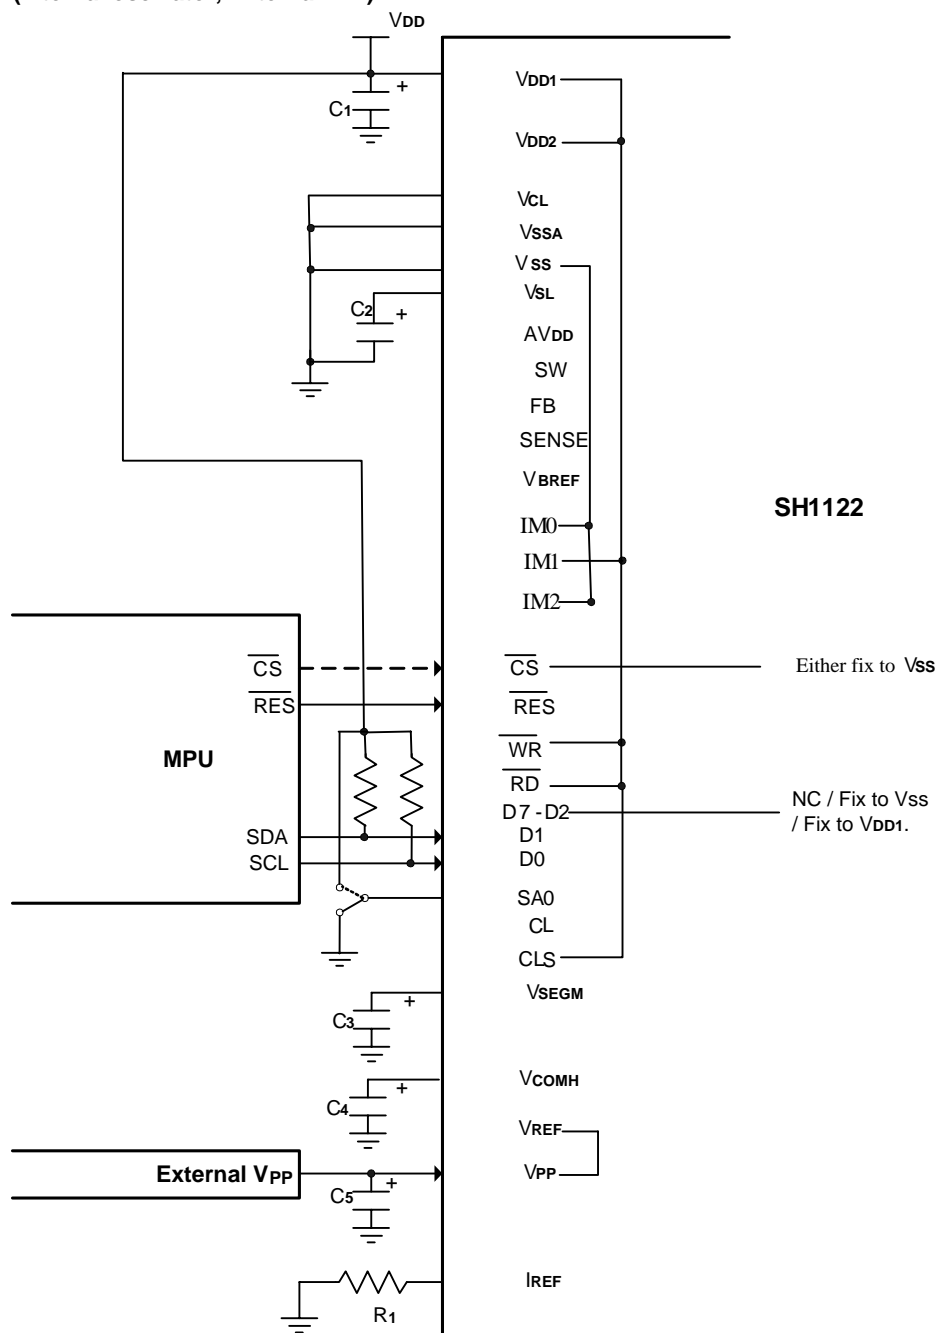 VDD
C1
VDD1
VDD2
VCL
VSSA
VSS
VSL
C2
AVDD
SW
FB
SENSE
VBREF
SH1122
IM0
IM1
IM2
CS
CS
Either fix to VSS
RES
RES
MPU
WR
RD
D7 - D2
NC / Fix to Vss
/ Fix to VDD1.
SDA
D1
SCL
D0
SA0
CL
CLS
VSEGM
C3
VCOMH
C4
VREF
External VPP
VPP
C5
IREF
R1
+
+
+
+
+